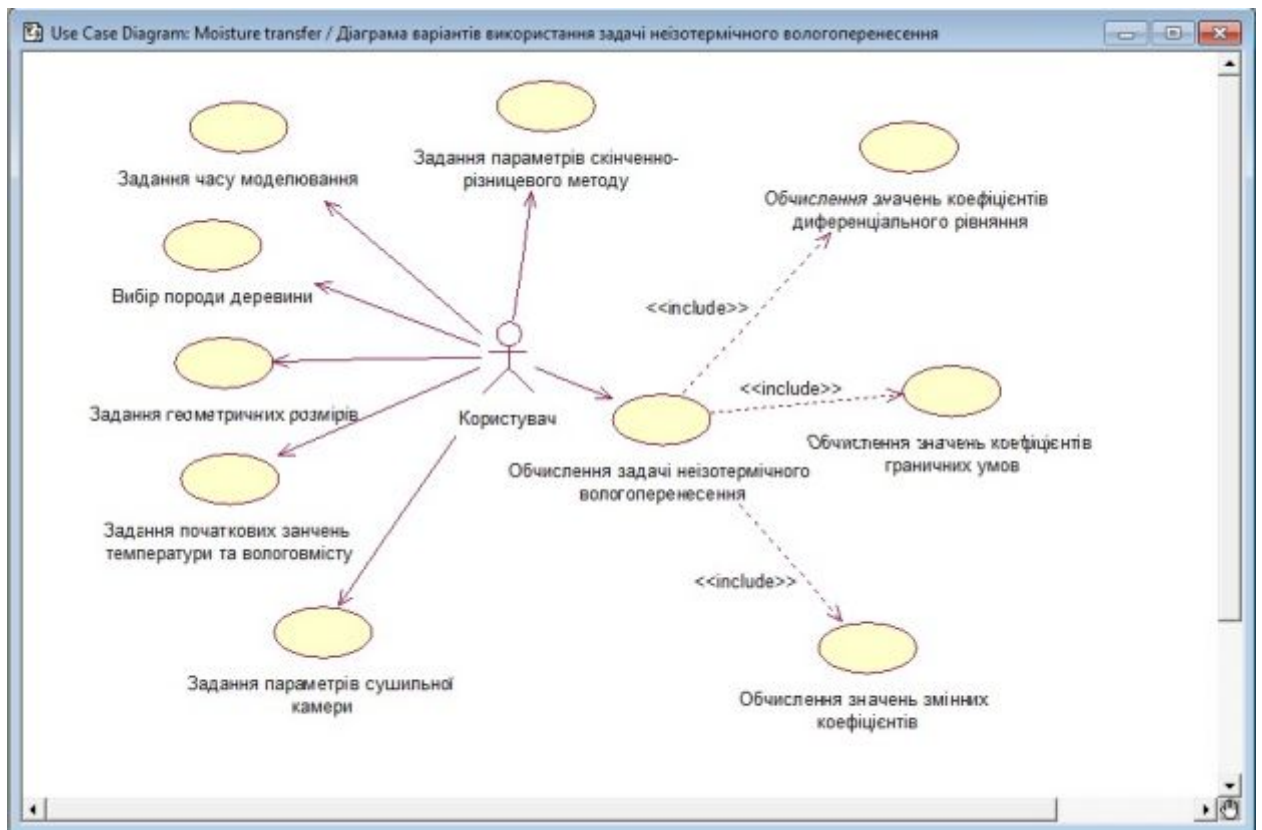 Use Case Diagram: Moisture transfer / Діаграма варіантів використання задачі неізотермічного вологоперенесення
Задання часу моделювання
Задання параметрів скінченно-
різницевого методу
Обчислення значень коефіцієнтів
диференціального рівняння
Вибір породи деревини
<<include>>
Задання геометричних розмірів
Користувач
<<include>>
Обчислення значень коефіцієнтів
граничних умов
Обчислення задачі неізотермічного
вологоперенесення
Задання початкових занчень
температури та вологовмісту
<<include>>
Задання параметрів сушильної
камери
Обчислення значень змінних
коефіцієнтів